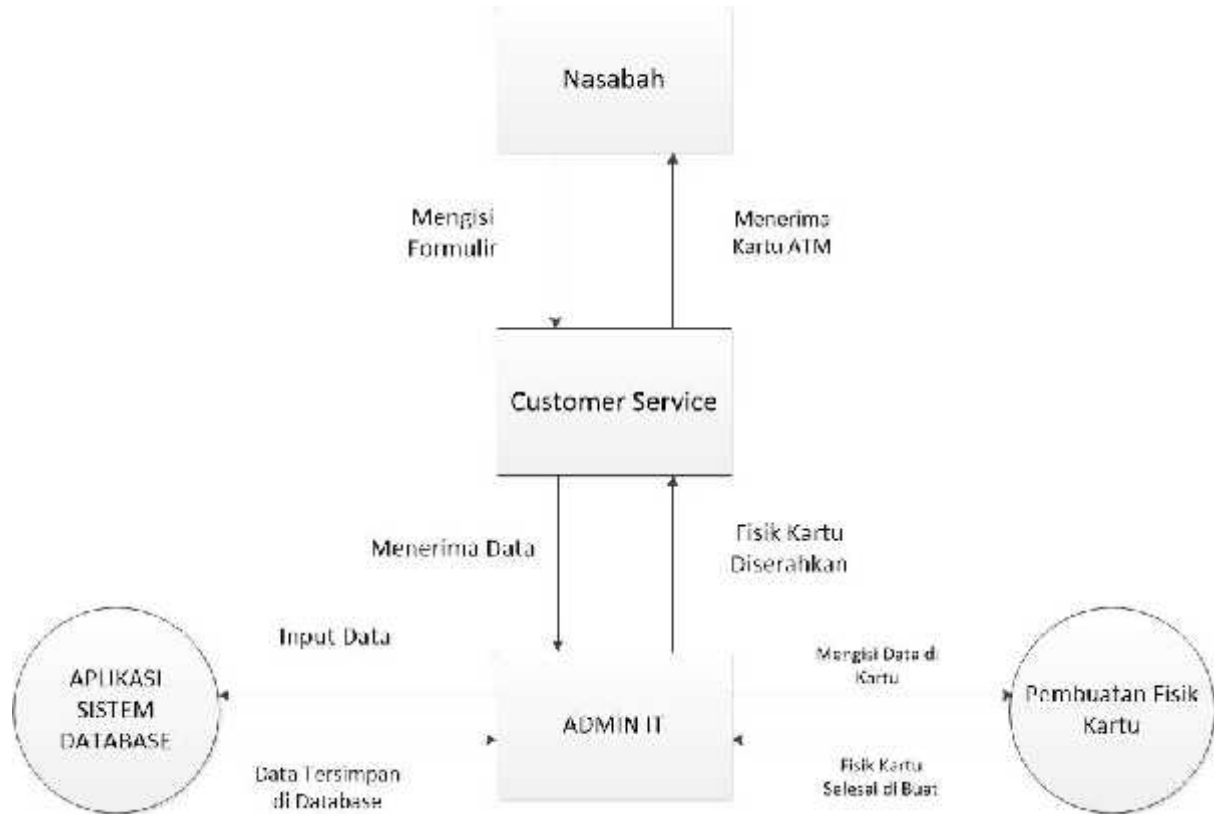 Nasabah
Mengisi
Formulir
Menerima
Kartu ATM
Customer Service
Menerima Data
Fisik Kartu
Diserahkan
Input Data
Mengisi Data di
Kartu
APLIKASI
SISTEM
DATABASE
ADMIN IT
Pembuatan Fisik
Kartu
Data Tersimpan
di Database
Fisik Kartu
Selesai di Buat